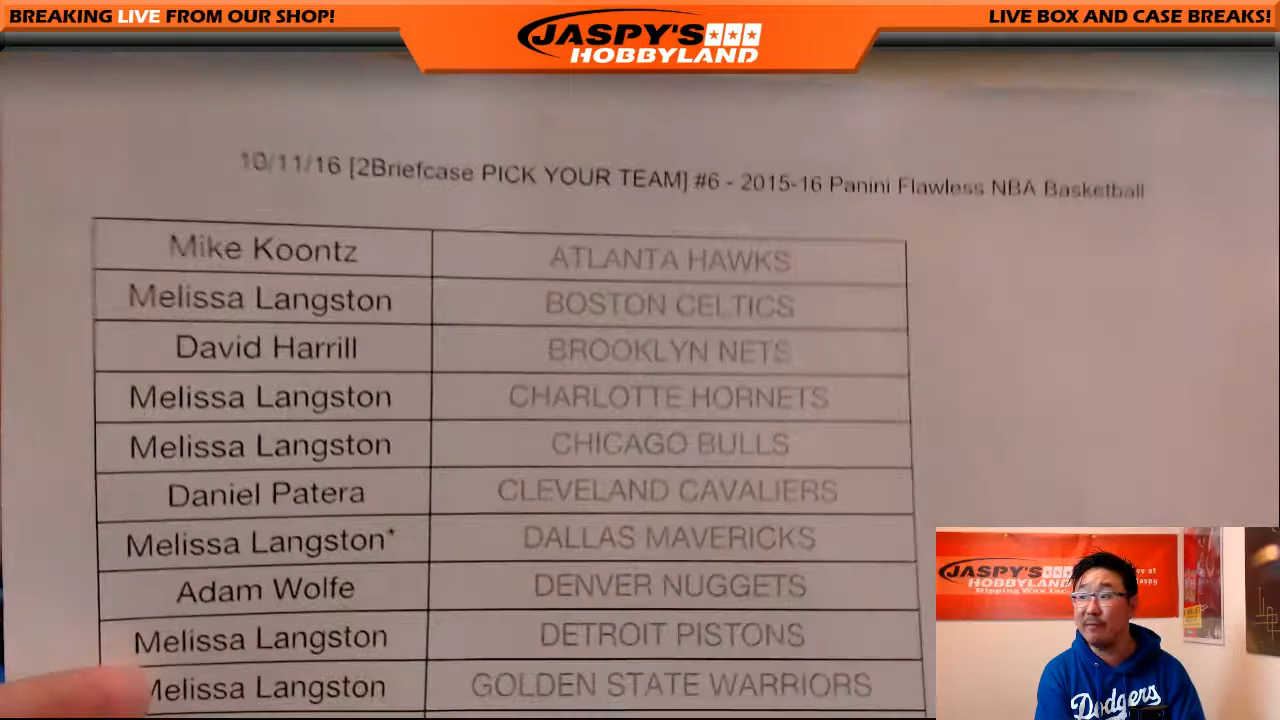 BREAKING LIVE FROM OUR SHOP!
JASPY'S
HOBBYLAND
LIVE BOX AND CASE BREAKS!
10/11/16 [2Briefcase PICK YOUR TEAM] #6 - 2015-16 Panini Flawless NBA Basketball
Mike Koontz ATLANTA HAWKS
Melissa Langston BOSTON CELTICS
David Harrill BROOKLYN NETS
Melissa Langston CHARLOTTE HORNETS
Melissa Langston CHICAGO BULLS
Daniel Patera CLEVELAND CAVALIERS
Melissa Langston* DALLAS MAVERICKS
Adam Wolfe DENVER NUGGETS
Melissa Langston DETROIT PISTONS
Melissa Langston GOLDEN STATE WARRIORS
JASPY'S
HOBBYLAND
Ripping Wax Inc.
Dodgers